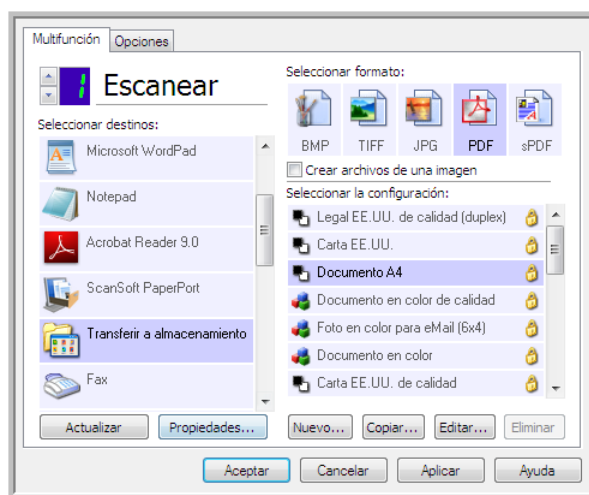 Multifunción
Opciones
1
Escanear
Seleccionar destinos:
Microsoft WordPad
Notepad
Acrobat Reader 9.0
ScanSoft PaperPort
Transferir a almacenamiento
Fax
Actualizar
Propiedades...
Seleccionar formato:
BMP
TIFF
JPG
PDF
sPDF
Crear archivos de una imagen
Seleccionar la configuración:
Legal EE.UU. de calidad (duplex)
Carta EE.UU.
Documento A4
Documento en color de calidad
Foto en color para eMail (6x4)
Documento en color
Carta EE.UU. de calidad
Nuevo...
Copiar...
Editar...
Eliminar
Aceptar
Cancelar
Aplicar
Ayuda